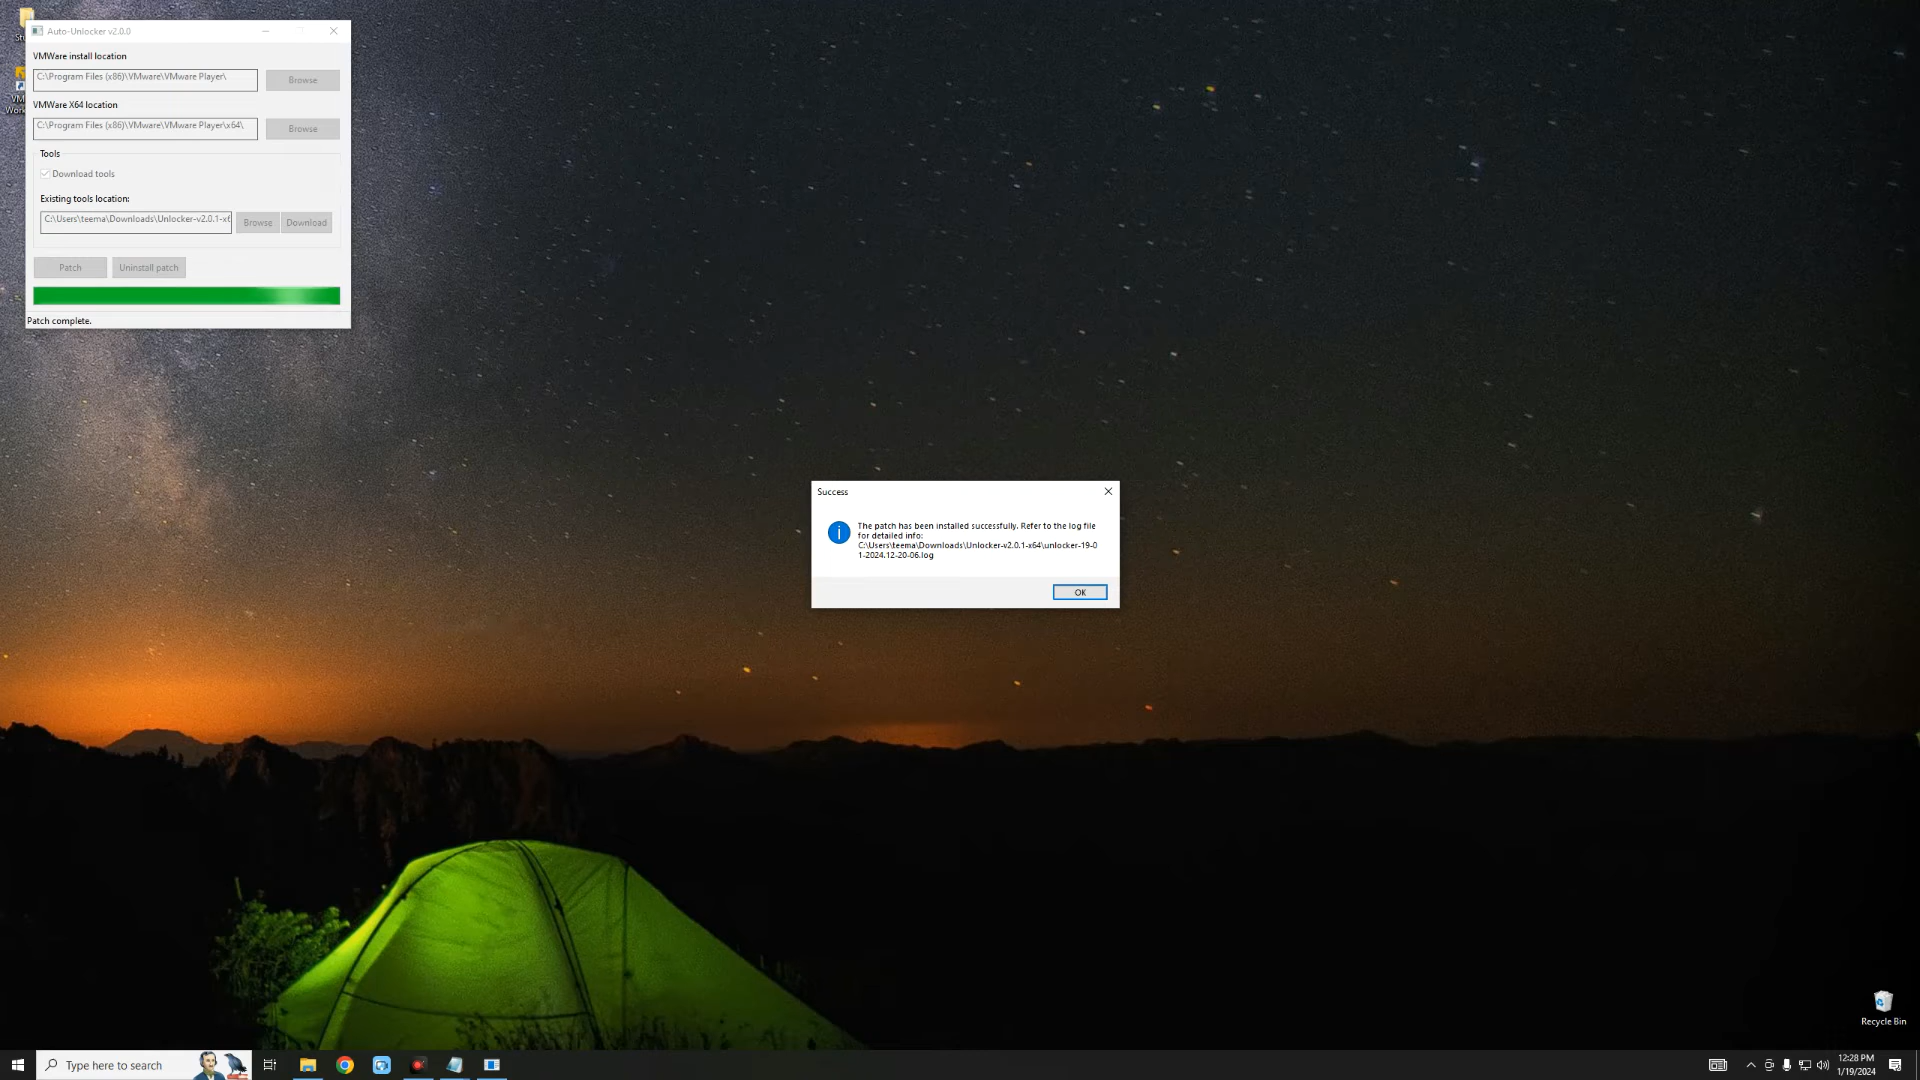 Auto-Unlocker v2.0.0
VMWare install location
C:\Program Files (x86)\VMware\VMware Player\
Browse
VMWare X64 location
C:\Program Files (x86)\VMware\VMware Player\x64\
Browse
Tools
Download tools
Existing tools location:
C:\Users\teema\Downloads\Unlocker-v2.0.1-x6
Browse
Download
Patch
Uninstall patch
Patch complete.
Success
The patch has been installed successfully. Refer to the log file
for detailed info:
C:\Users\teema\Downloads\Unlocker-v2.0.1-x64\unlocker-19-0
1-2024.12-20-06.log
OK
Recycle Bin
Type here to search
12:28 PM
1/19/2024